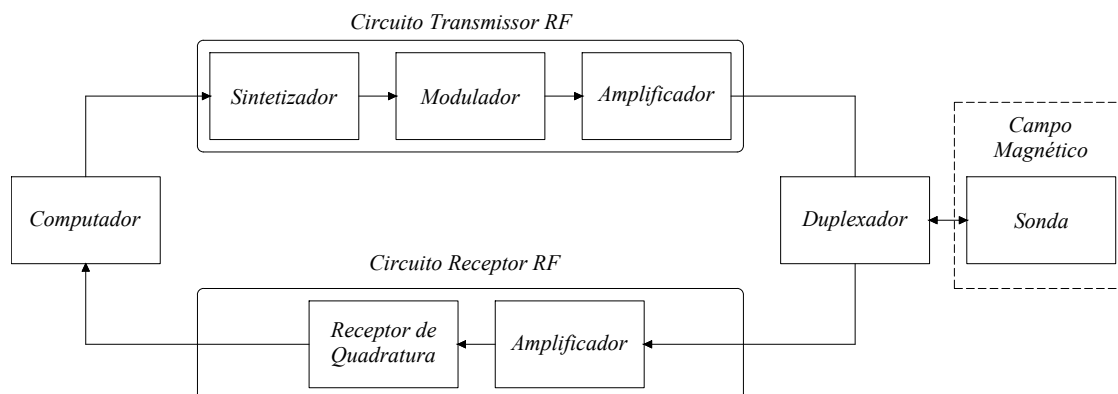 Circuito Transmissor RF
Sintetizador
Modulador
Amplificador
Campo
Magnético
Computador
Duplexador
Sonda
Circuito Receptor RF
Receptor de
Quadratura
Amplificador